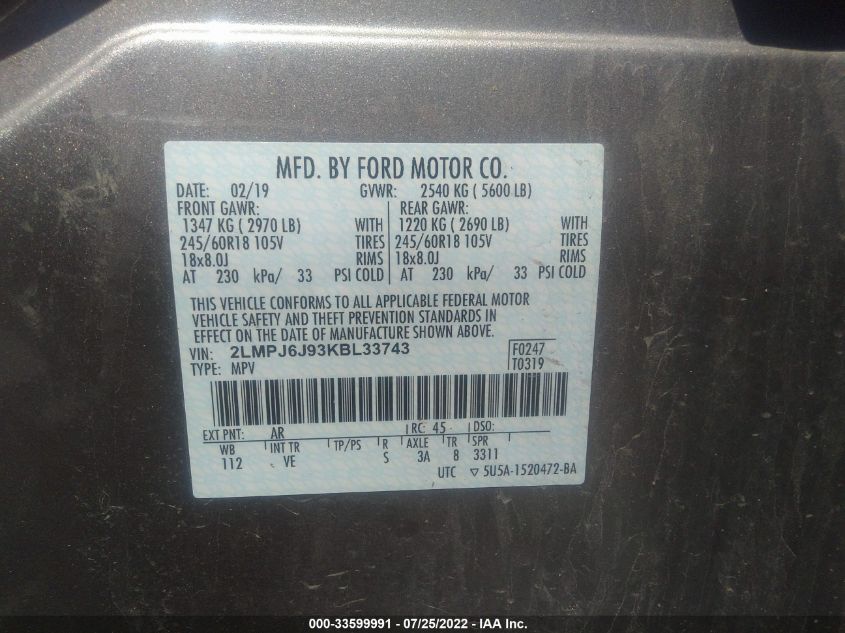 MFD. BY FORD MOTOR CO.
DATE: 02/19 GVWR: 2540 KG ( 5600 LB)
FRONT GAWR: REAR GAWR:
1347 KG ( 2970 LB) WITH 1220 KG ( 2690 LB) WITH
245/60R18 105V TIRES 245/60R18 105V TIRES
18x8.0J RIMS 18x8.0J RIMS
AT 230 kPa/ 33 PSI COLD AT 230 kPa/ 33 PSI COLD
THIS VEHICLE CONFORMS TO ALL APPLICABLE FEDERAL MOTOR
VEHICLE SAFETY AND THEFT PREVENTION STANDARDS IN
EFFECT ON THE DATE OF MANUFACTURE SHOWN ABOVE.
VIN: 2LMPJ6J93KBL33743 F0247
TYPE: MPV T0319
EXT PNT: AR RC: 45 DSO:
WB INT TR TP/PS R AXLE TR SPR
112 VE S 3A 8 3311
UTC ▽ 5U5A-1520472-BA
000-33599991 - 07/25/2022 - IAA Inc.